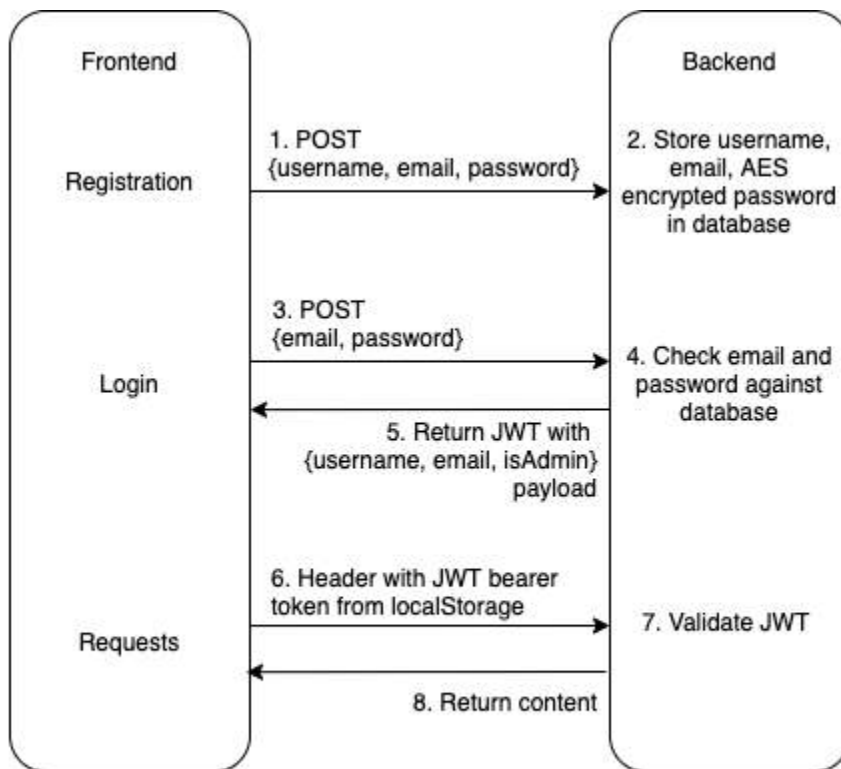 Frontend
Backend
1. POST
{username, email, password}
Registration
2. Store username,
email, AES
encrypted password
in database
3. POST
{email, password}
Login
4. Check email and
password against
database
5. Return JWT with
{username, email, isAdmin}
payload
6. Header with JWT bearer
token from localStorage
Requests
7. Validate JWT
8. Return content